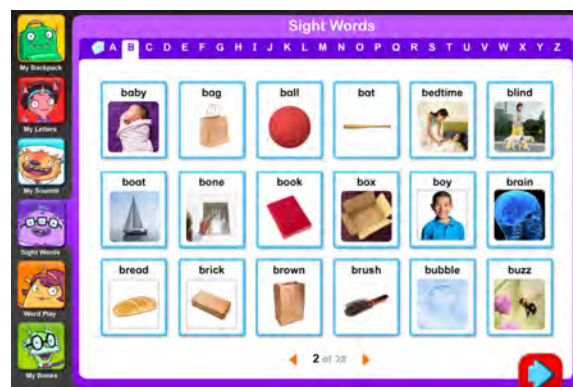 Sight Words
A B C D E F G H I J K L M N O P Q R S T U V W X Y Z
My Backpack
My Letters
My Sounds
Sight Words
Word Play
My Books
baby bag ball bat bedtime blind
boat bone book box boy brain
bread brick brown brush bubble buzz
2 of 28